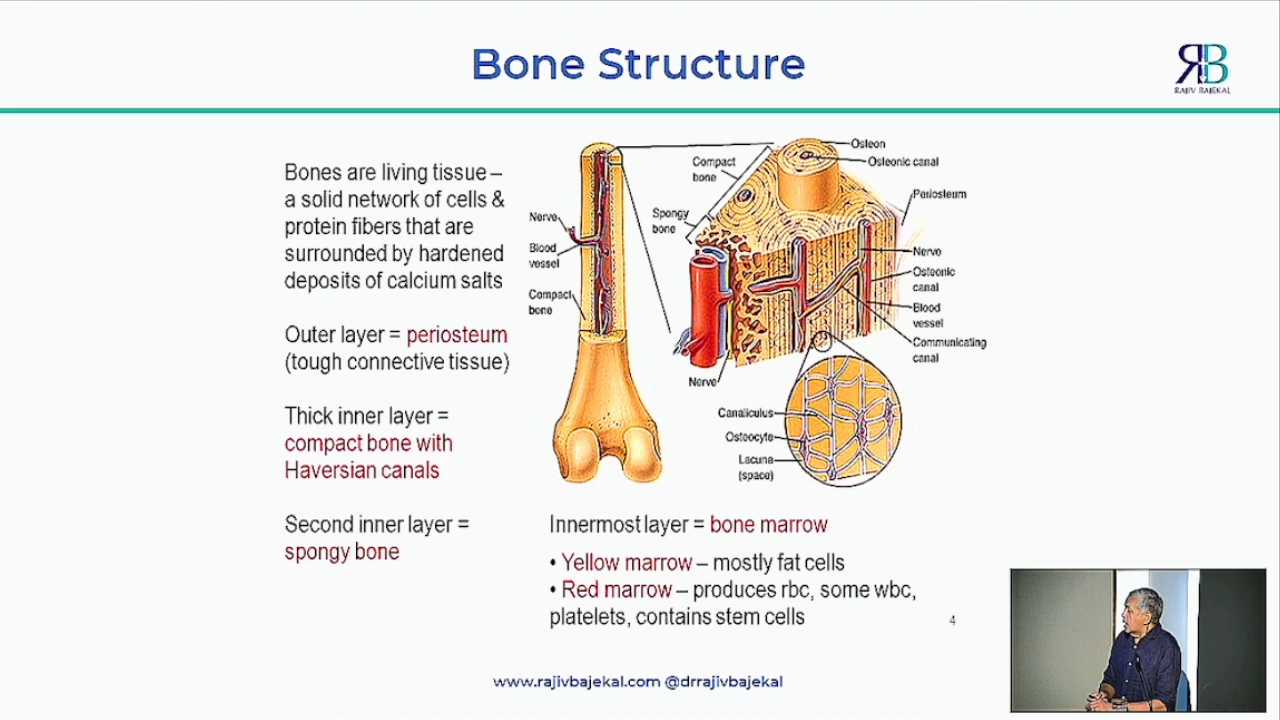 Bone Structure
RB
RAJIV BAJEKAL
Bones are living tissue –
a solid network of cells &
protein fibers that are
surrounded by hardened
deposits of calcium salts
Outer layer = periosteum
(tough connective tissue)
Thick inner layer =
compact bone with
Haversian canals
Second inner layer =
spongy bone
Nerve
Blood
vessel
Compact
bone
Compact
bone
Spongy
bone
Osteon
Osteonic canal
Periosteum
Nerve
Osteonic
canal
Blood
vessel
Communicating
canal
Nerve
Canaliculus
Osteocyte
Lacuna
(space)
Innermost layer = bone marrow
• Yellow marrow – mostly fat cells
• Red marrow – produces rbc, some wbc,
platelets, contains stem cells
4
www.rajivbajekal.com @drrajivbajekal